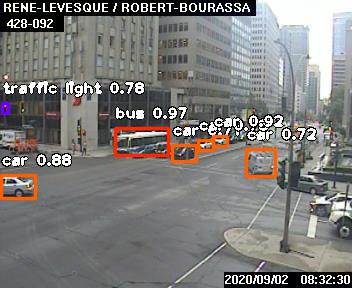 RENE-LEVESQUE / ROBERT-BOURASSA
428-092
traffic light 0.78
bus 0.97
car 0.92
car 0.72
car 0.88
2020/09/02 08:32:30